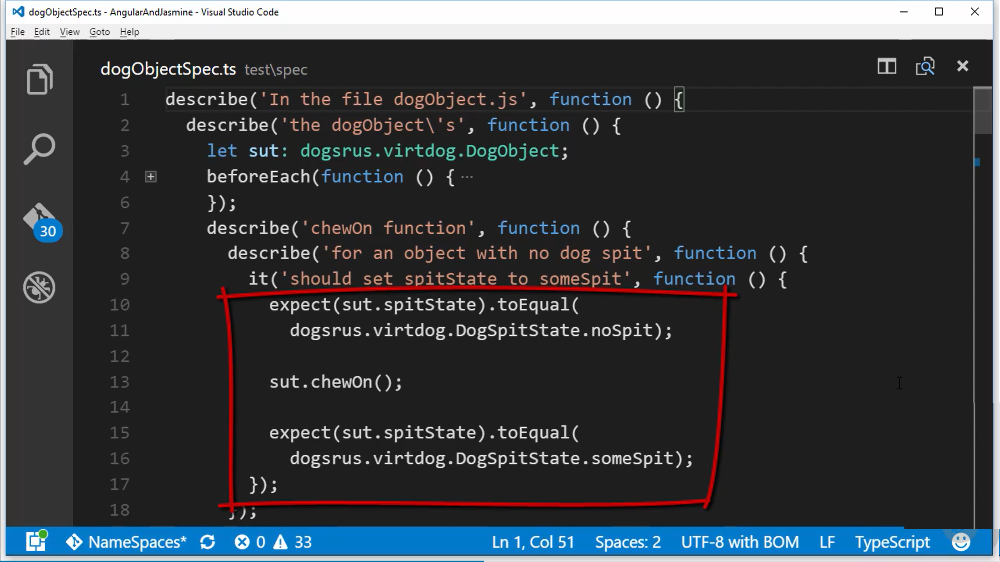 dogObjectSpec.ts - AngularAndJasmine - Visual Studio Code
File Edit View Goto Help
dogObjectSpec.ts test\spec
1 describe('In the file dogObject.js', function () {
2 describe('the dogObject\'s', function () {
3 let sut: dogsrus.virtdog.DogObject;
4 beforeEach(function () { ...
6 });
7 describe('chewOn function', function () {
8 describe('for an object with no dog spit', function () {
9 it('should set spitState to someSpit', function () {
10 expect(sut.spitState).toEqual(
11 dogsrus.virtdog.DogSpitState.noSpit);
12
13 sut.chewOn();
14
15 expect(sut.spitState).toEqual(
16 dogsrus.virtdog.DogSpitState.someSpit);
17 });
18 });
30
NameSpaces* 0 33 Ln 1, Col 51 Spaces: 2 UTF-8 with BOM LF TypeScript